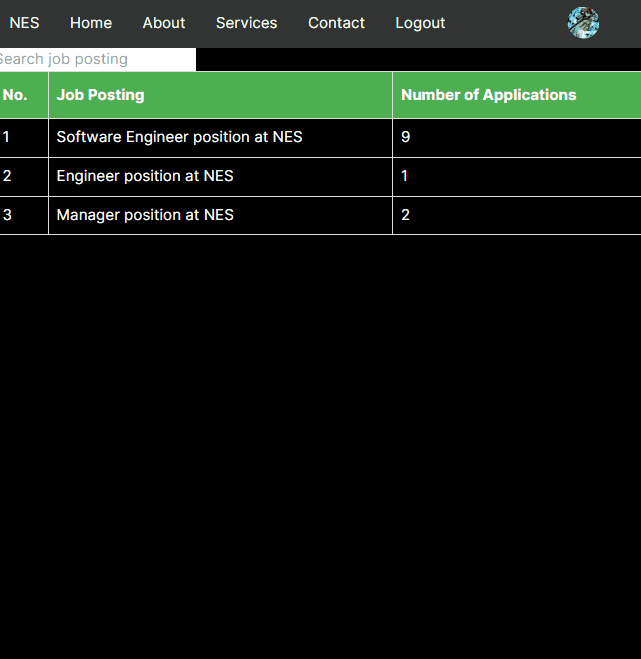 NES Home About Services Contact Logout
Search job posting
No. Job Posting Number of Applications
1 Software Engineer position at NES 9
2 Engineer position at NES 1
3 Manager position at NES 2